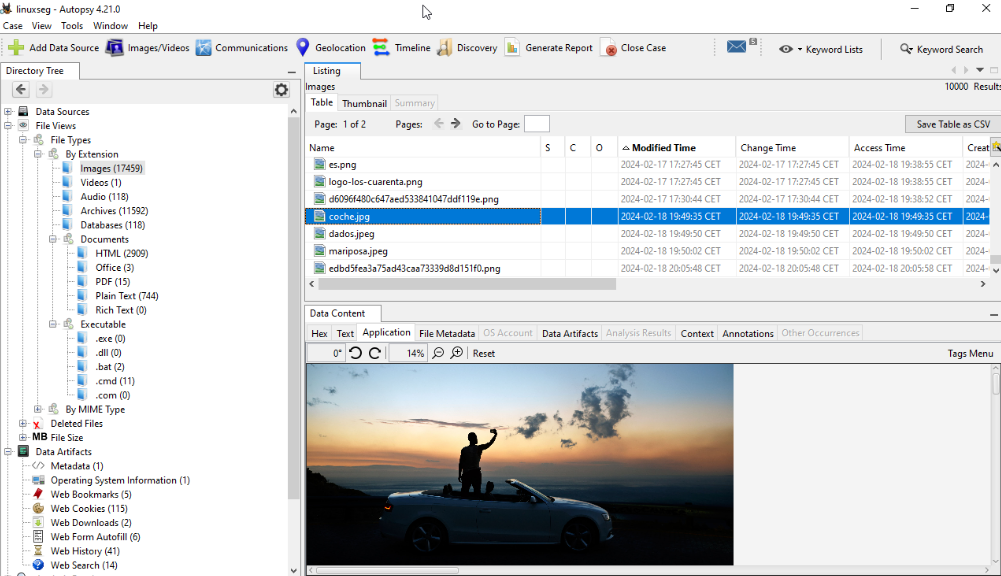 linuxseg - Autopsy 4.21.0
Case View Tools Window Help
Add Data Source Images/Videos Communications Geolocation Timeline Discovery Generate Report Close Case 5 Keyword Lists Keyword Search
Directory Tree
Data Sources
File Views
File Types
By Extension
Images (17459)
Videos (1)
Audio (118)
Archives (11592)
Databases (118)
Documents
HTML (2909)
Office (3)
PDF (15)
Plain Text (744)
Rich Text (0)
Executable
.exe (0)
.dll (0)
.bat (2)
.cmd (11)
.com (0)
By MIME Type
Deleted Files
MB File Size
Data Artifacts
Metadata (1)
Operating System Information (1)
Web Bookmarks (5)
Web Cookies (115)
Web Downloads (2)
Web Form Autofill (6)
Web History (41)
Web Search (14)
Listing
Images
10000 Results
Table Thumbnail Summary
Page: 1 of 2 Pages: Go to Page: Save Table as CSV
Name S C O Modified Time Change Time Access Time Creat
es.png 2024-02-17 17:27:45 CET 2024-02-17 17:27:45 CET 2024-02-18 19:38:55 CET 2024-
logo-los-cuarenta.png 2024-02-17 17:27:45 CET 2024-02-17 17:27:45 CET 2024-02-18 19:38:55 CET 2024-
d6096f480c647aed533841047ddf119e.png 2024-02-17 17:30:44 CET 2024-02-17 17:30:44 CET 2024-02-18 19:38:52 CET 2024-
coche.jpg 2024-02-18 19:49:35 CET 2024-02-18 19:49:35 CET 2024-02-18 19:49:35 CET 2024-
dados.jpeg 2024-02-18 19:49:50 CET 2024-02-18 19:49:50 CET 2024-02-18 19:49:50 CET 2024-
mariposa.jpeg 2024-02-18 19:50:02 CET 2024-02-18 19:50:02 CET 2024-02-18 19:50:02 CET 2024-
edbd5fea3a75ad43caa73339d8d151f0.png 2024-02-18 20:05:48 CET 2024-02-18 20:05:48 CET 2024-02-18 20:05:58 CET 2024-
Data Content
Hex Text Application File Metadata OS Account Data Artifacts Analysis Results Context Annotations Other Occurrences
0° 14% Reset Tags Menu